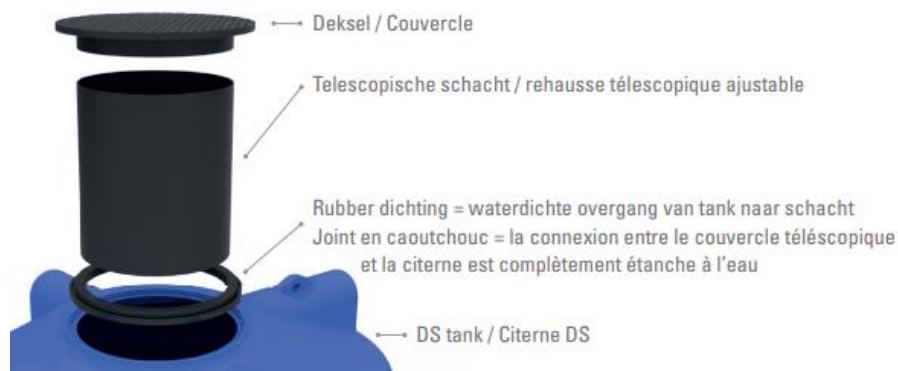 Deksel / Couvercle
Telescopische schacht / rehausse télescopique ajustable
Rubber dichting = waterdichte overgang van tank naar schacht
Joint en caoutchouc = la connexion entre le couvercle téléscopique
et la citerne est complètement étanche à l'eau
DS tank / Citerne DS